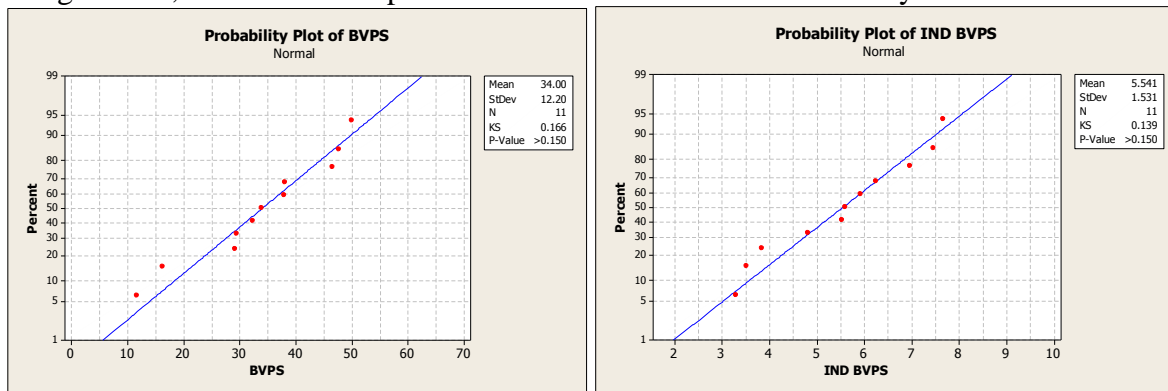 Probability Plot of BVPS
Normal
Mean 34.00
StDev 12.20
N 11
KS 0.166
P-Value >0.150
99
95
90
80
70
60
50
40
30
20
10
5
1
Percent
0 10 20 30 40 50 60 70
BVPS
Probability Plot of IND BVPS
Normal
Mean 5.541
StDev 1.531
N 11
KS 0.139
P-Value >0.150
99
95
90
80
70
60
50
40
30
20
10
5
1
Percent
2 3 4 5 6 7 8 9 10
IND BVPS